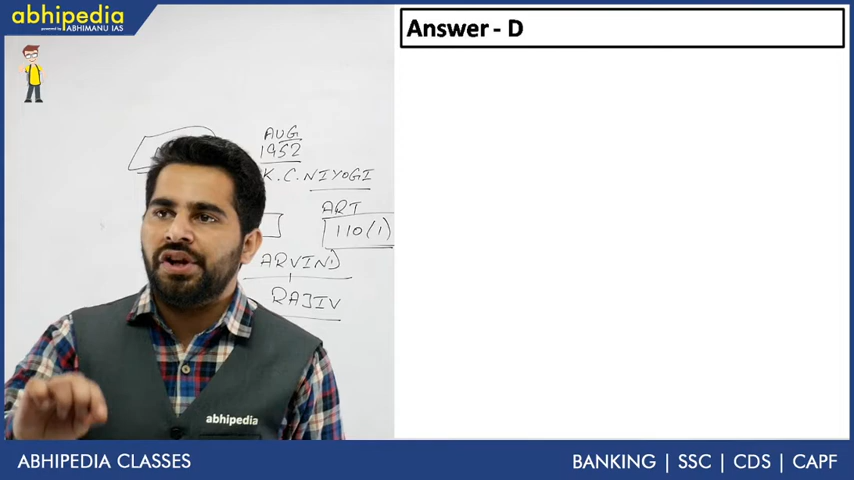 abhipedia
powered by ABHIMANU IAS
Answer - D
AUG
1952
K.C. NIYOGI
ART
110(1)
ARVIND
RAJIV
abhipedia
ABHIPEDIA CLASSES
BANKING | SSC | CDS | CAPF